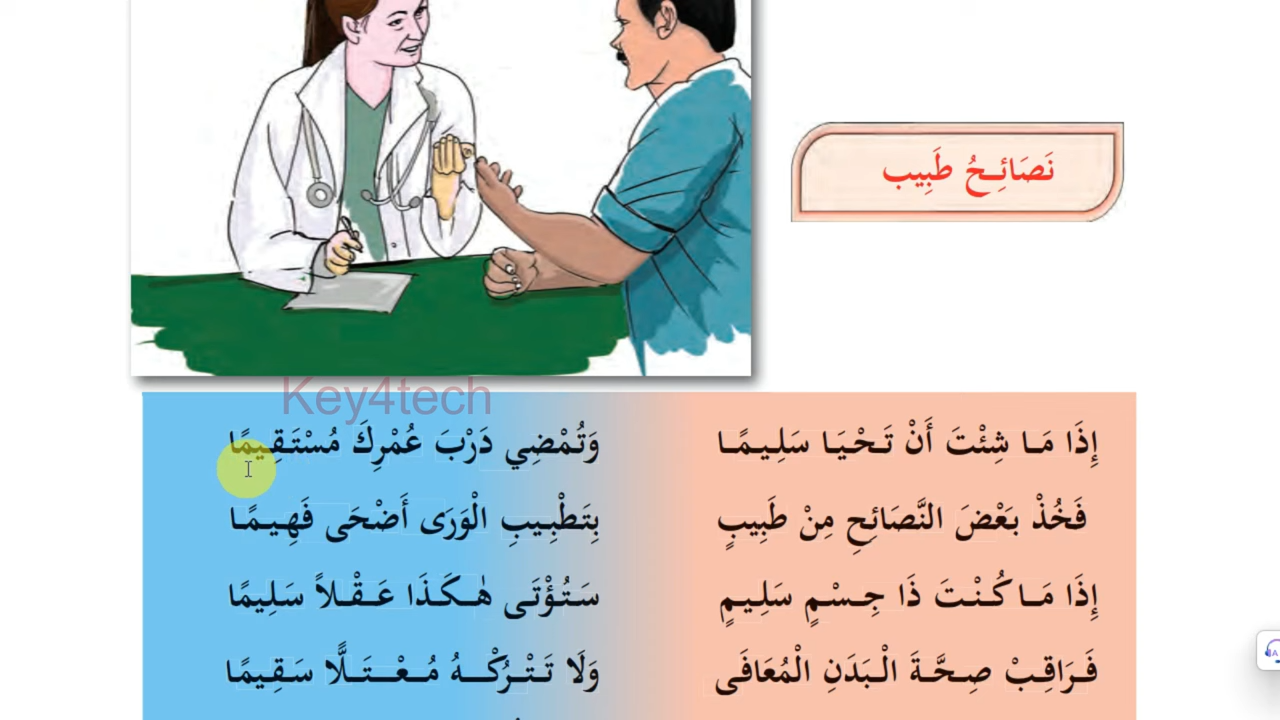 نَصَائِحُ طَبِيب
Key4tech
إِذَا مَا شِئْتَ أَنْ تَحْيَا سَلِيمًا وَتُمْضِي دَرْبَ عُمْرِكَ مُسْتَقِيمًا
فَخُذْ بَعْضَ النَّصَائِحِ مِنْ طَبِيبٍ بِتَطْبِيبِ الْوَرَى أَضْحَى فَهِيمًا
إِذَا مَا كُنْتَ ذَا جِسْمٍ سَلِيمٍ سَتُؤْتَى هٰكَذَا عَقْلاً سَلِيمًا
فَرَاقِبْ صِحَّةَ الْبَدَنِ الْمُعَافَى وَلَا تَتْرُكْهُ مُعْتَلًّا سَقِيمًا